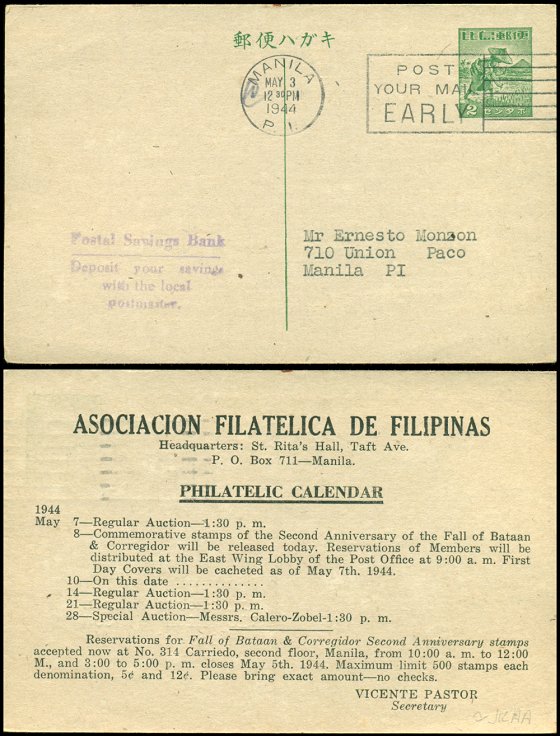 郵便ハガキ
MANILA
MAY 3
12 30 PM
1944
P. I.
POST
YOUR MAIL
EARLY
2
センタボ
Postal Savings Bank
Deposit your savings
with the local
postmaster.
Mr Ernesto Monzon
710 Union Paco
Manila PI
ASOCIACION FILATELICA DE FILIPINAS
Headquarters: St. Rita's Hall, Taft Ave.
P. O. Box 711—Manila.
PHILATELIC CALENDAR
1944
May 7—Regular Auction—1:30 p. m.
8—Commemorative stamps of the Second Anniversary of the Fall of Bataan
& Corregidor will be released today. Reservations of Members will be
distributed at the East Wing Lobby of the Post Office at 9:00 a. m. First
Day Covers will be cacheted as of May 7th. 1944.
10—On this date ..............
14—Regular Auction—1:30 p. m.
21—Regular Auction—1:30 p. m.
28—Special Auction—Messrs. Calero-Zobel-1:30 p. m.
Reservations for Fall of Bataan & Corregidor Second Anniversary stamps
accepted now at No. 314 Carriedo, second floor, Manila, from 10:00 a. m. to 12:00
M., and 3:00 to 5:00 p. m. closes May 5th. 1944. Maximum limit 500 stamps each
denomination, 5¢ and 12¢. Please bring exact amount—no checks.
VICENTE PASTOR
Secretary